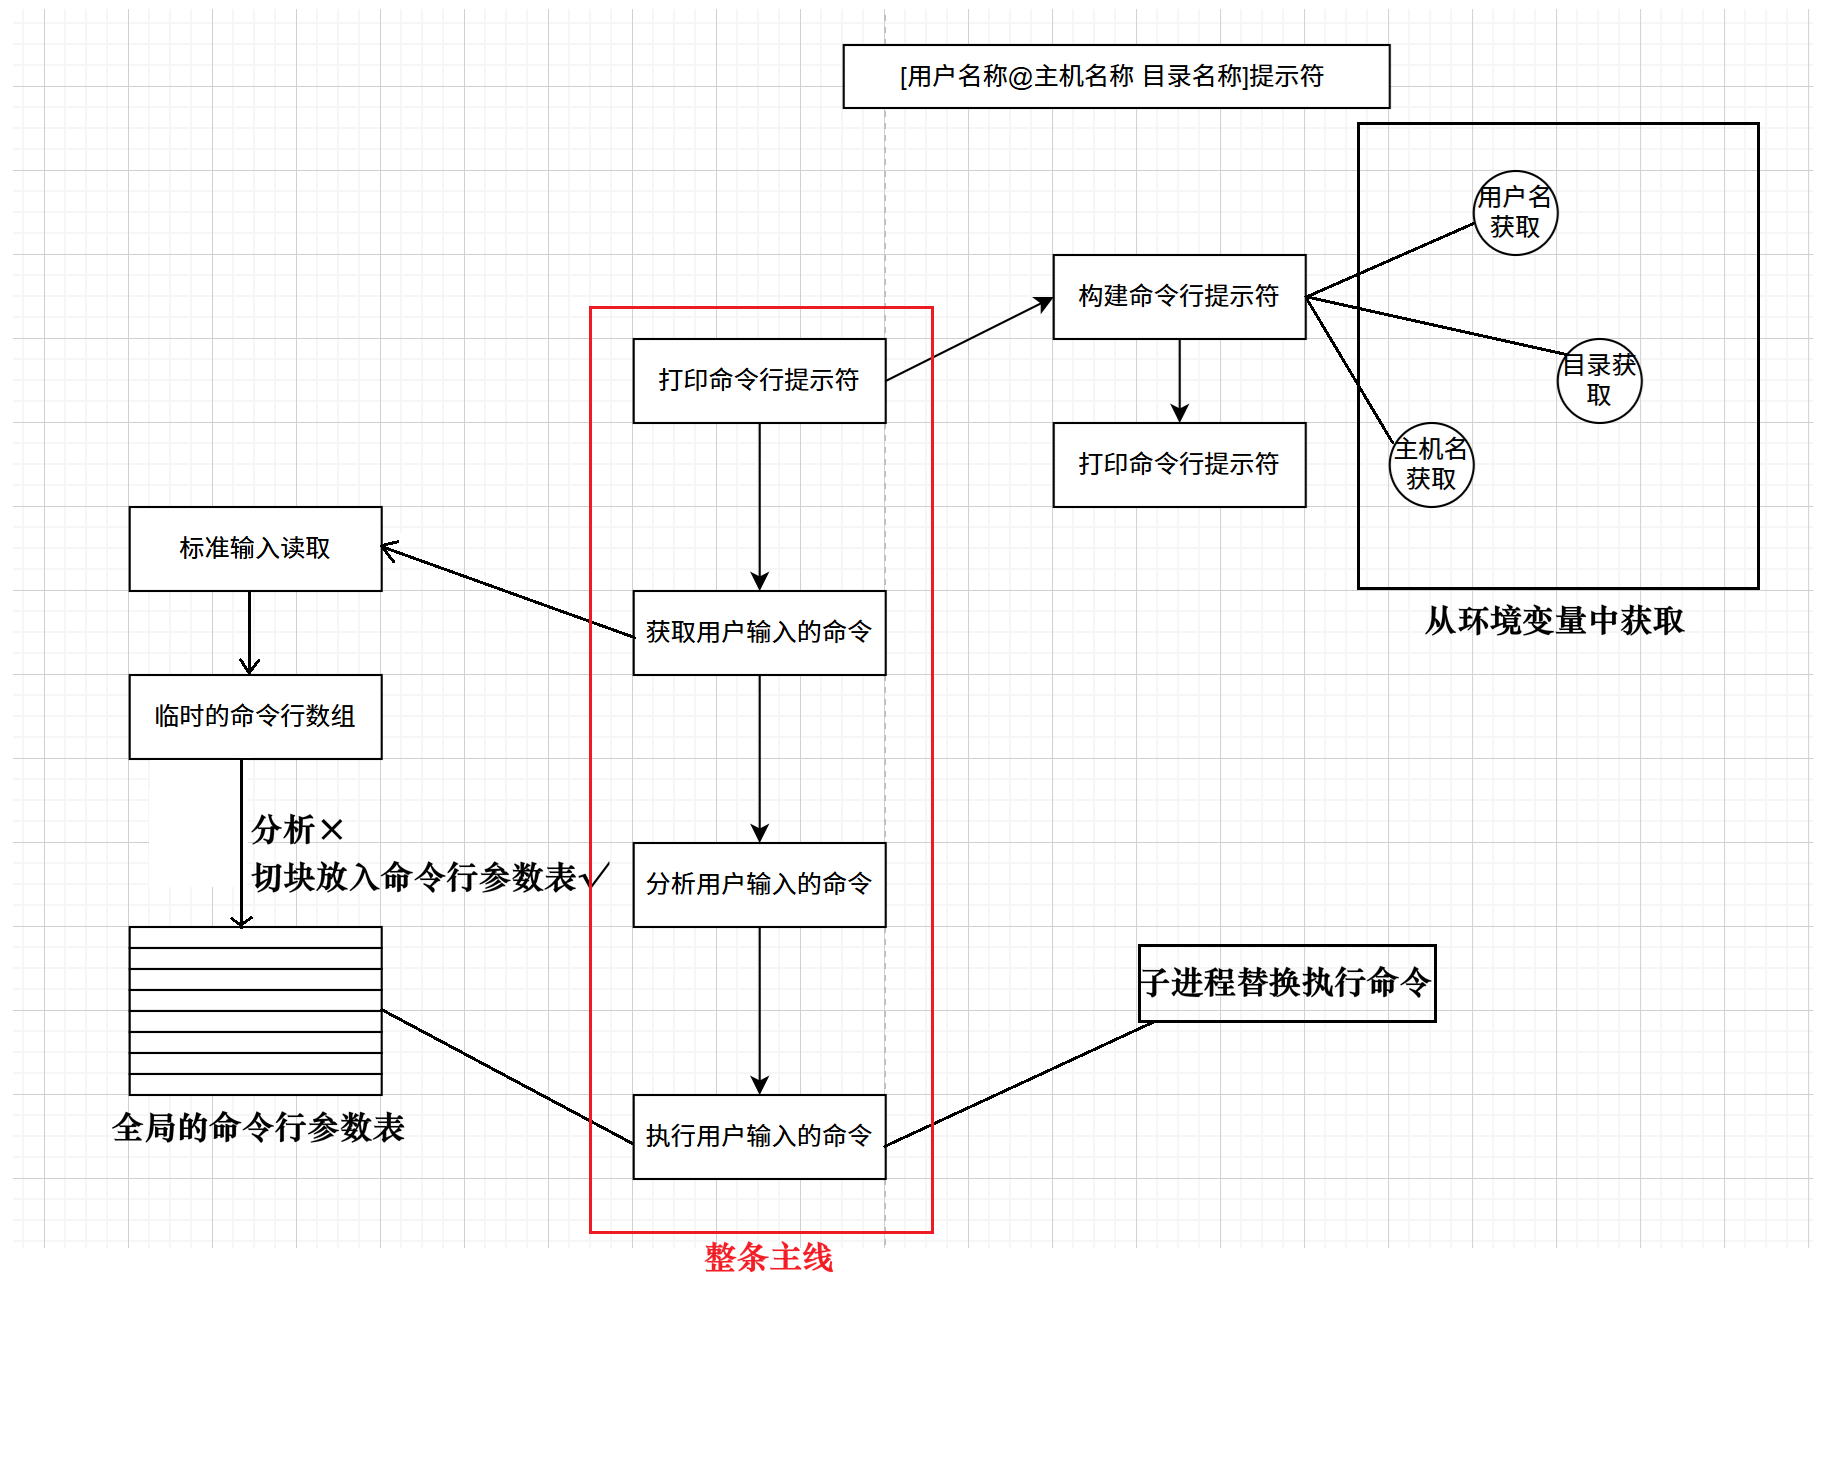 [用户名称@主机名称 目录名称]提示符
用户名
获取
构建命令行提示符
目录获
取
打印命令行提示符
打印命令行提示符
主机名
获取
标准输入读取
获取用户输入的命令
从环境变量中获取
临时的命令行数组
分析×
切块放入命令行参数表√
分析用户输入的命令
子进程替换执行命令
全局的命令行参数表
执行用户输入的命令
整条主线